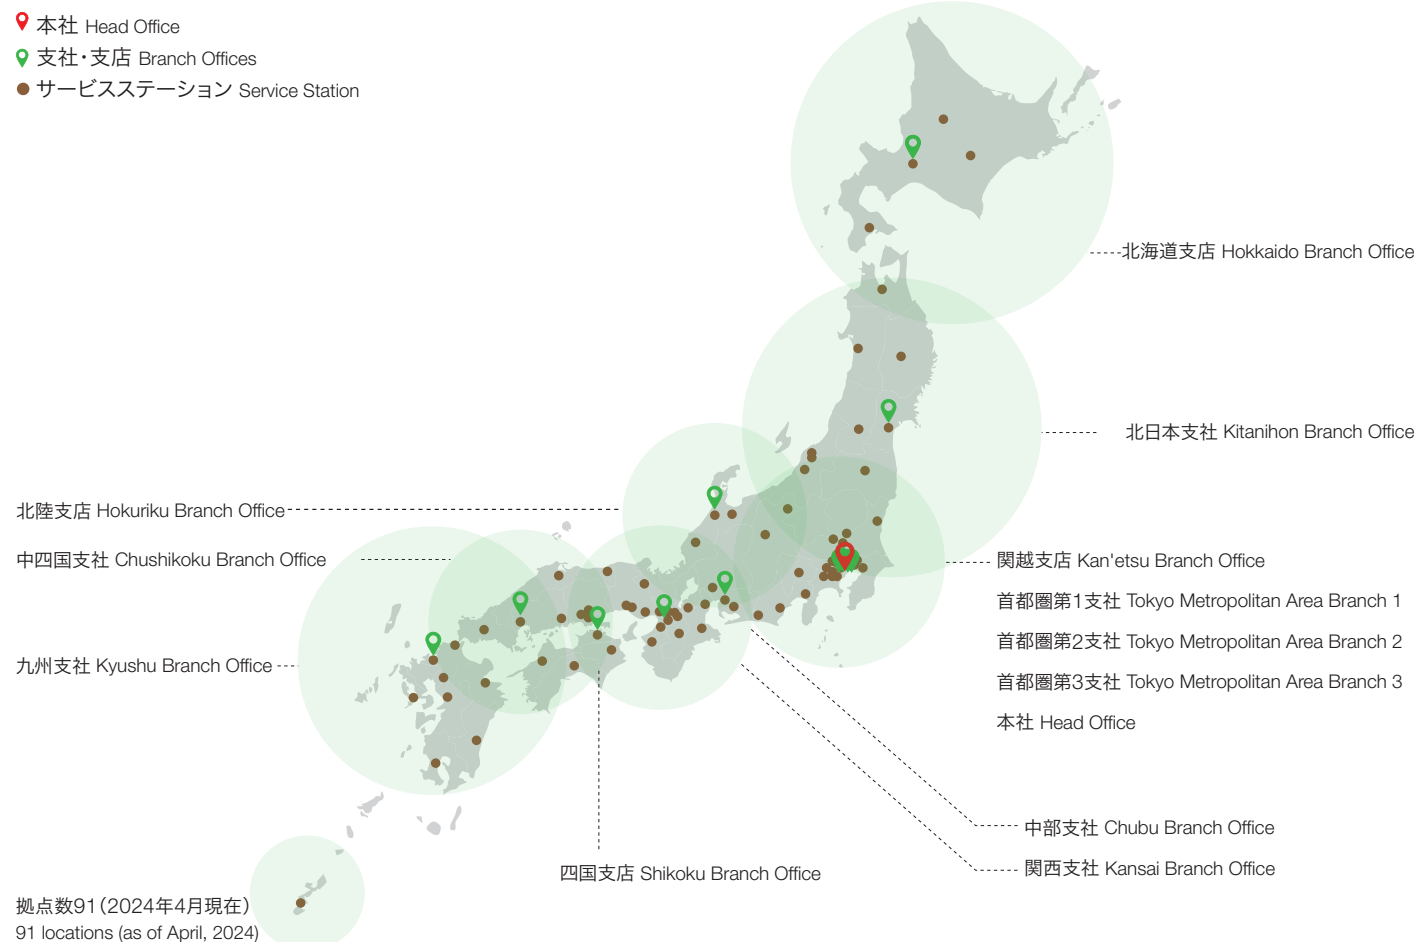 本社 Head Office
支社・支店 Branch Offices
サービスステーション Service Station
北海道支店 Hokkaido Branch Office
北日本支社 Kitanihon Branch Office
北陸支店 Hokuriku Branch Office
中四国支社 Chushikoku Branch Office
九州支社 Kyushu Branch Office
関越支店 Kan'etsu Branch Office
首都圏第1支社 Tokyo Metropolitan Area Branch 1
首都圏第2支社 Tokyo Metropolitan Area Branch 2
首都圏第3支社 Tokyo Metropolitan Area Branch 3
本社 Head Office
中部支社 Chubu Branch Office
関西支社 Kansai Branch Office
四国支店 Shikoku Branch Office
拠点数91（2024年4月現在）
91 locations (as of April, 2024)